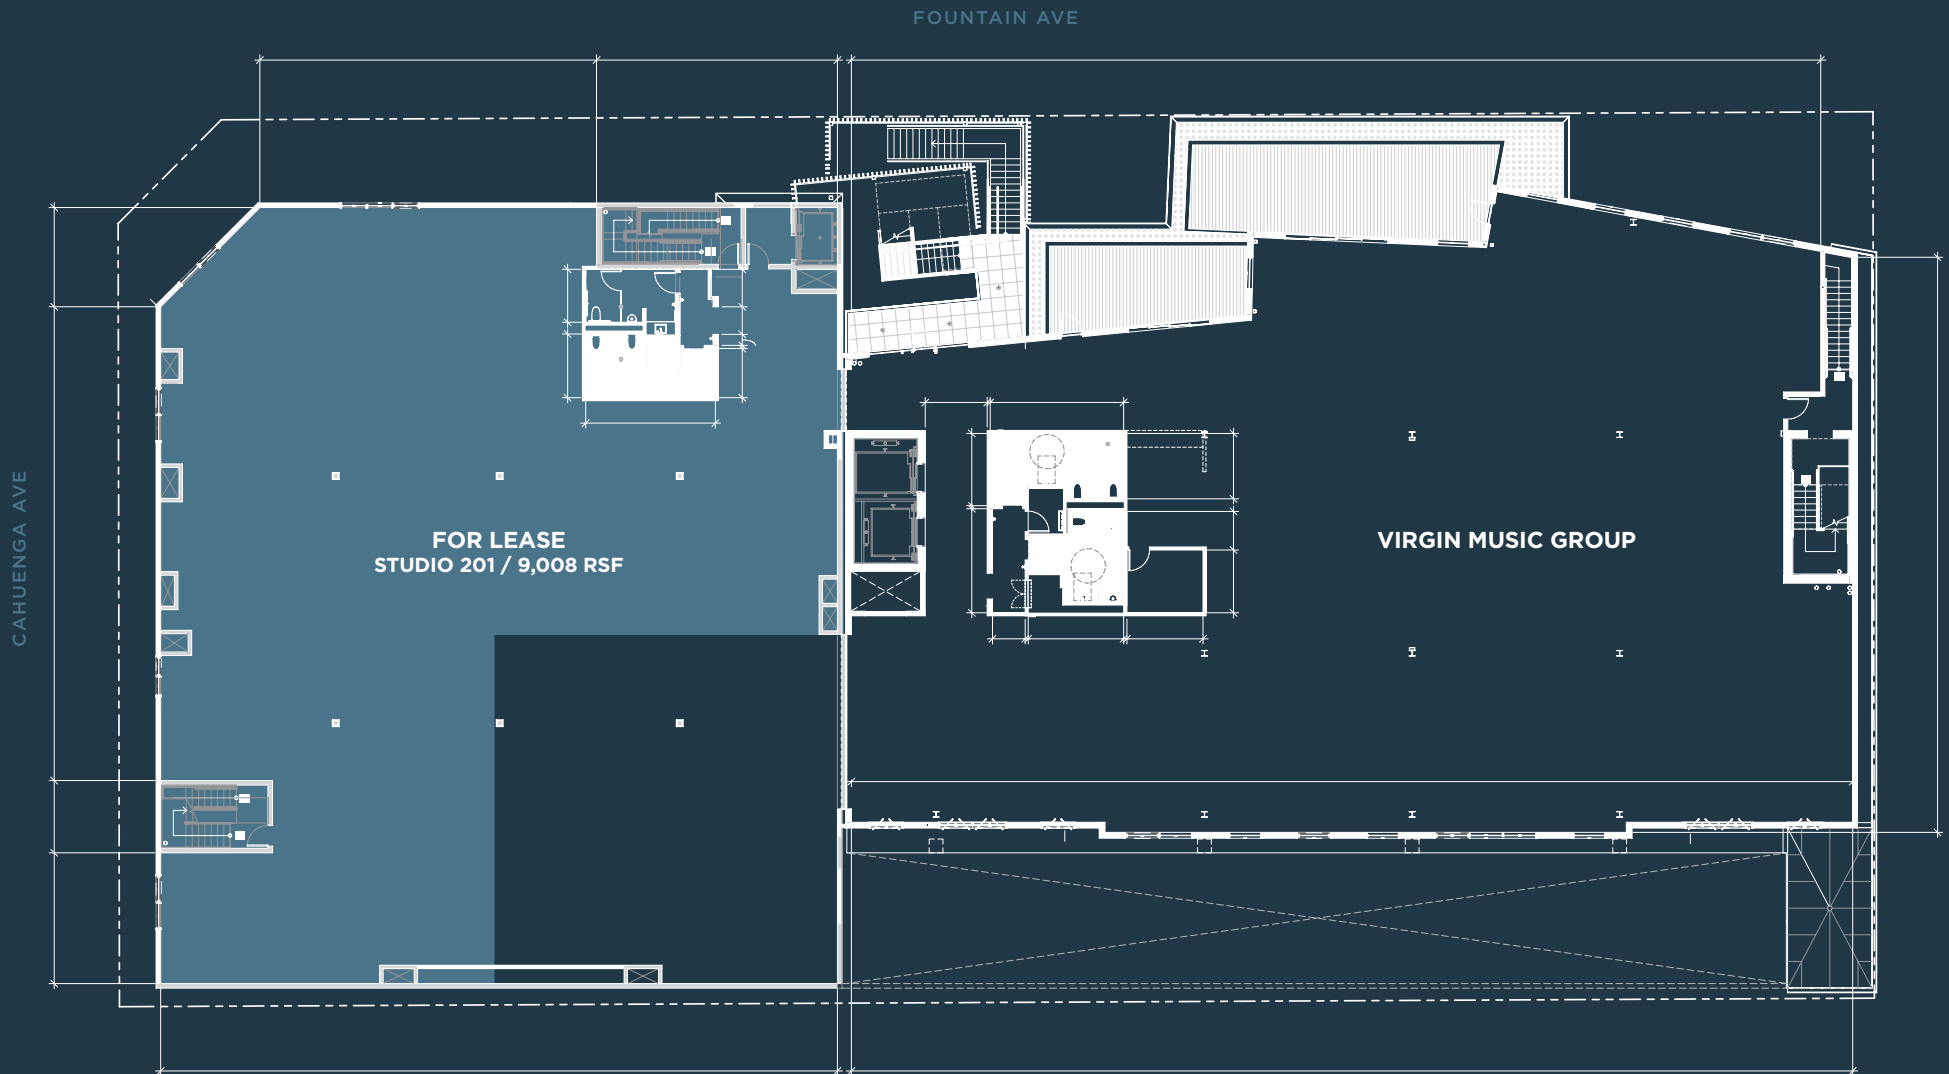 FOUNTAIN AVE
CAHUENGA AVE
FOR LEASE
STUDIO 201 / 9,008 RSF
VIRGIN MUSIC GROUP